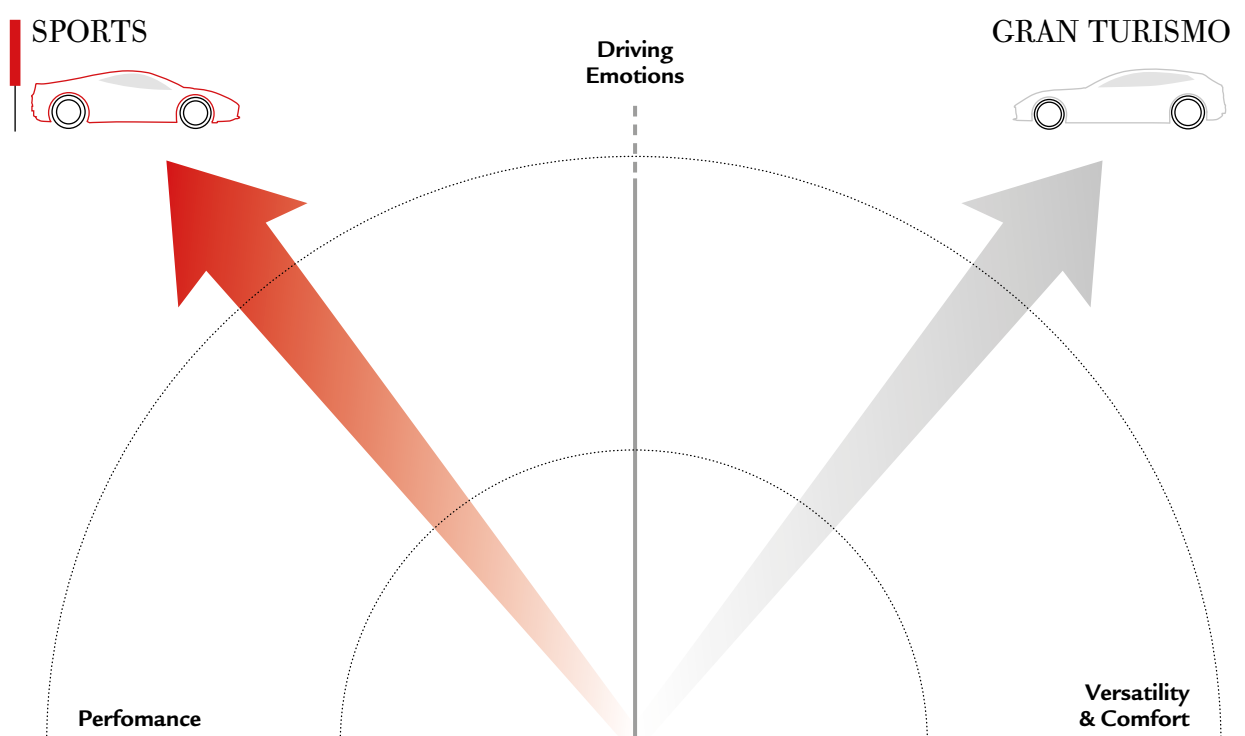 SPORTS
GRAN TURISMO
Driving
Emotions
Perfomance
Versatility
& Comfort